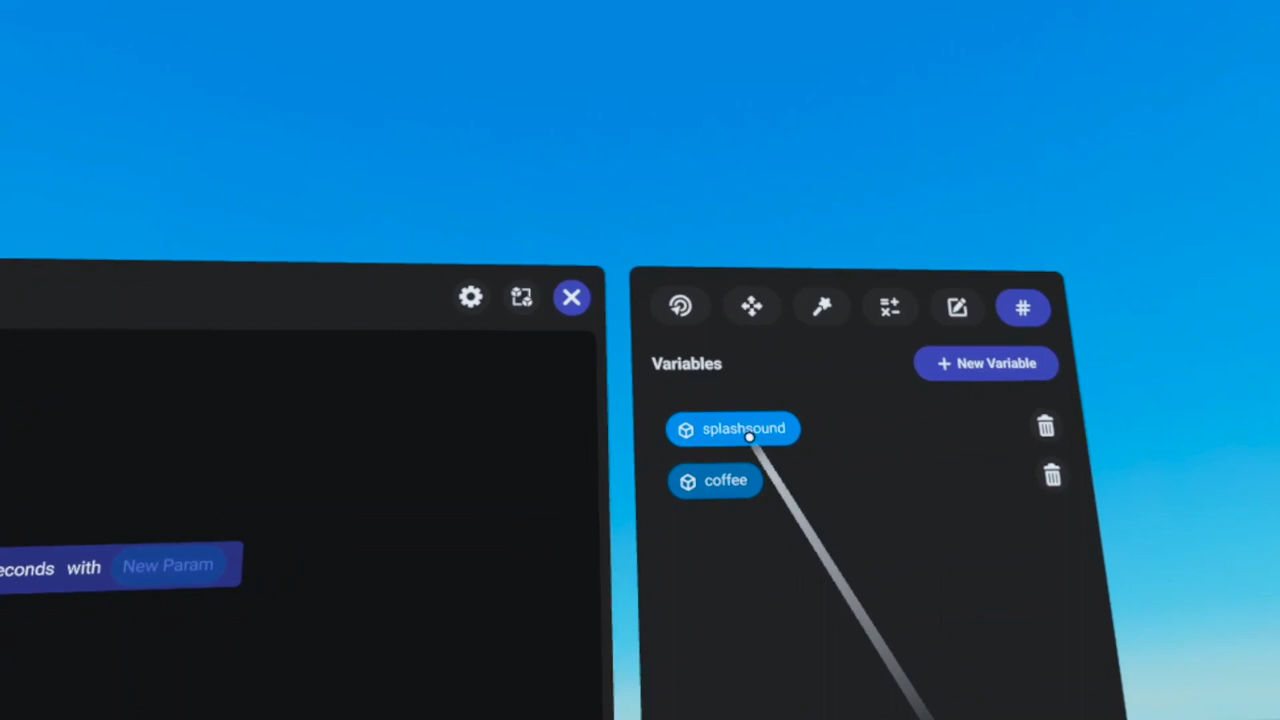 Variables
+ New Variable
splashsound
coffee
econds with New Param